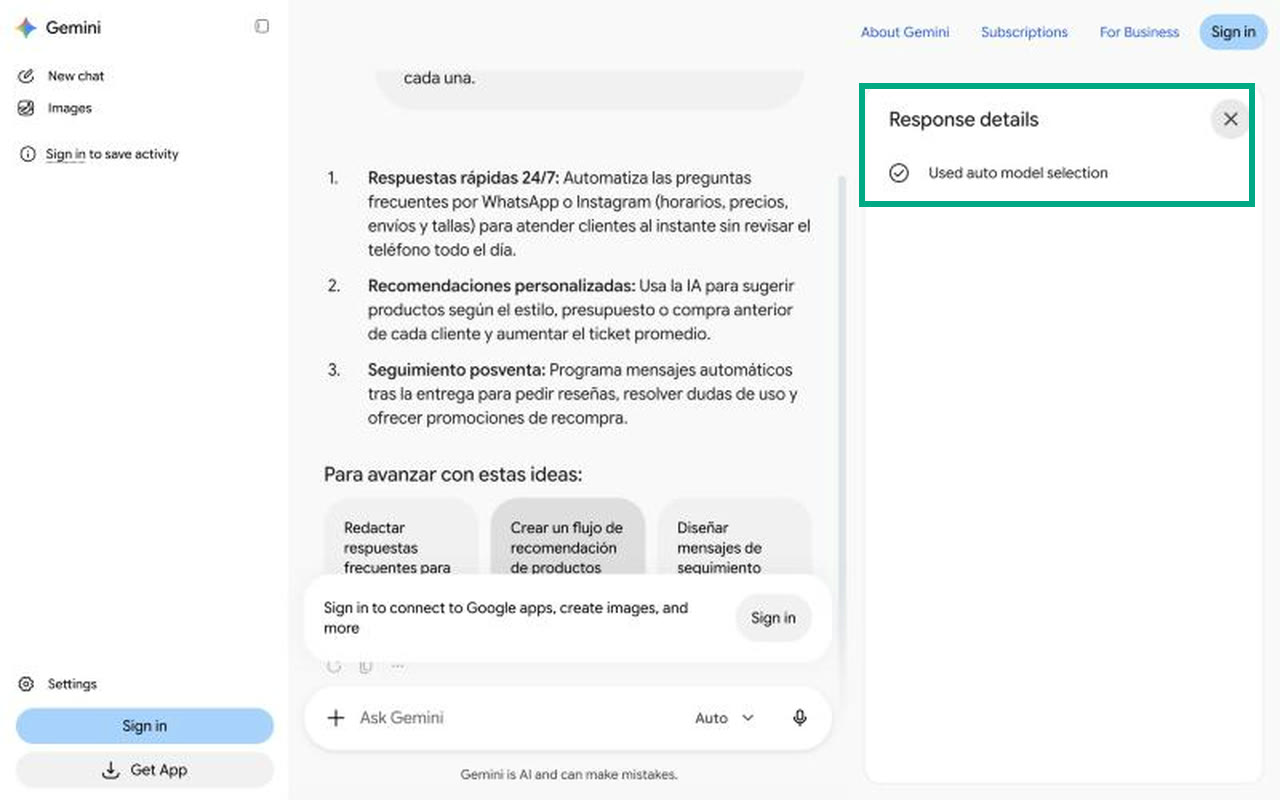 Gemini
New chat
Images
Sign in to save activity
Settings
Sign in
Get App
About Gemini
Subscriptions
For Business
Sign in
cada una.
1. Respuestas rápidas 24/7: Automatiza las preguntas
frecuentes por WhatsApp o Instagram (horarios, precios,
envíos y tallas) para atender clientes al instante sin revisar el
teléfono todo el día.
2. Recomendaciones personalizadas: Usa la IA para sugerir
productos según el estilo, presupuesto o compra anterior
de cada cliente y aumentar el ticket promedio.
3. Seguimiento posventa: Programa mensajes automáticos
tras la entrega para pedir reseñas, resolver dudas de uso y
ofrecer promociones de recompra.
Para avanzar con estas ideas:
Redactar
respuestas
frecuentes para
Crear un flujo de
recomendación
de productos
Diseñar
mensajes de
seguimiento
Sign in to connect to Google apps, create images, and
more
Sign in
Ask Gemini
Auto
Gemini is AI and can make mistakes.
Response details
Used auto model selection